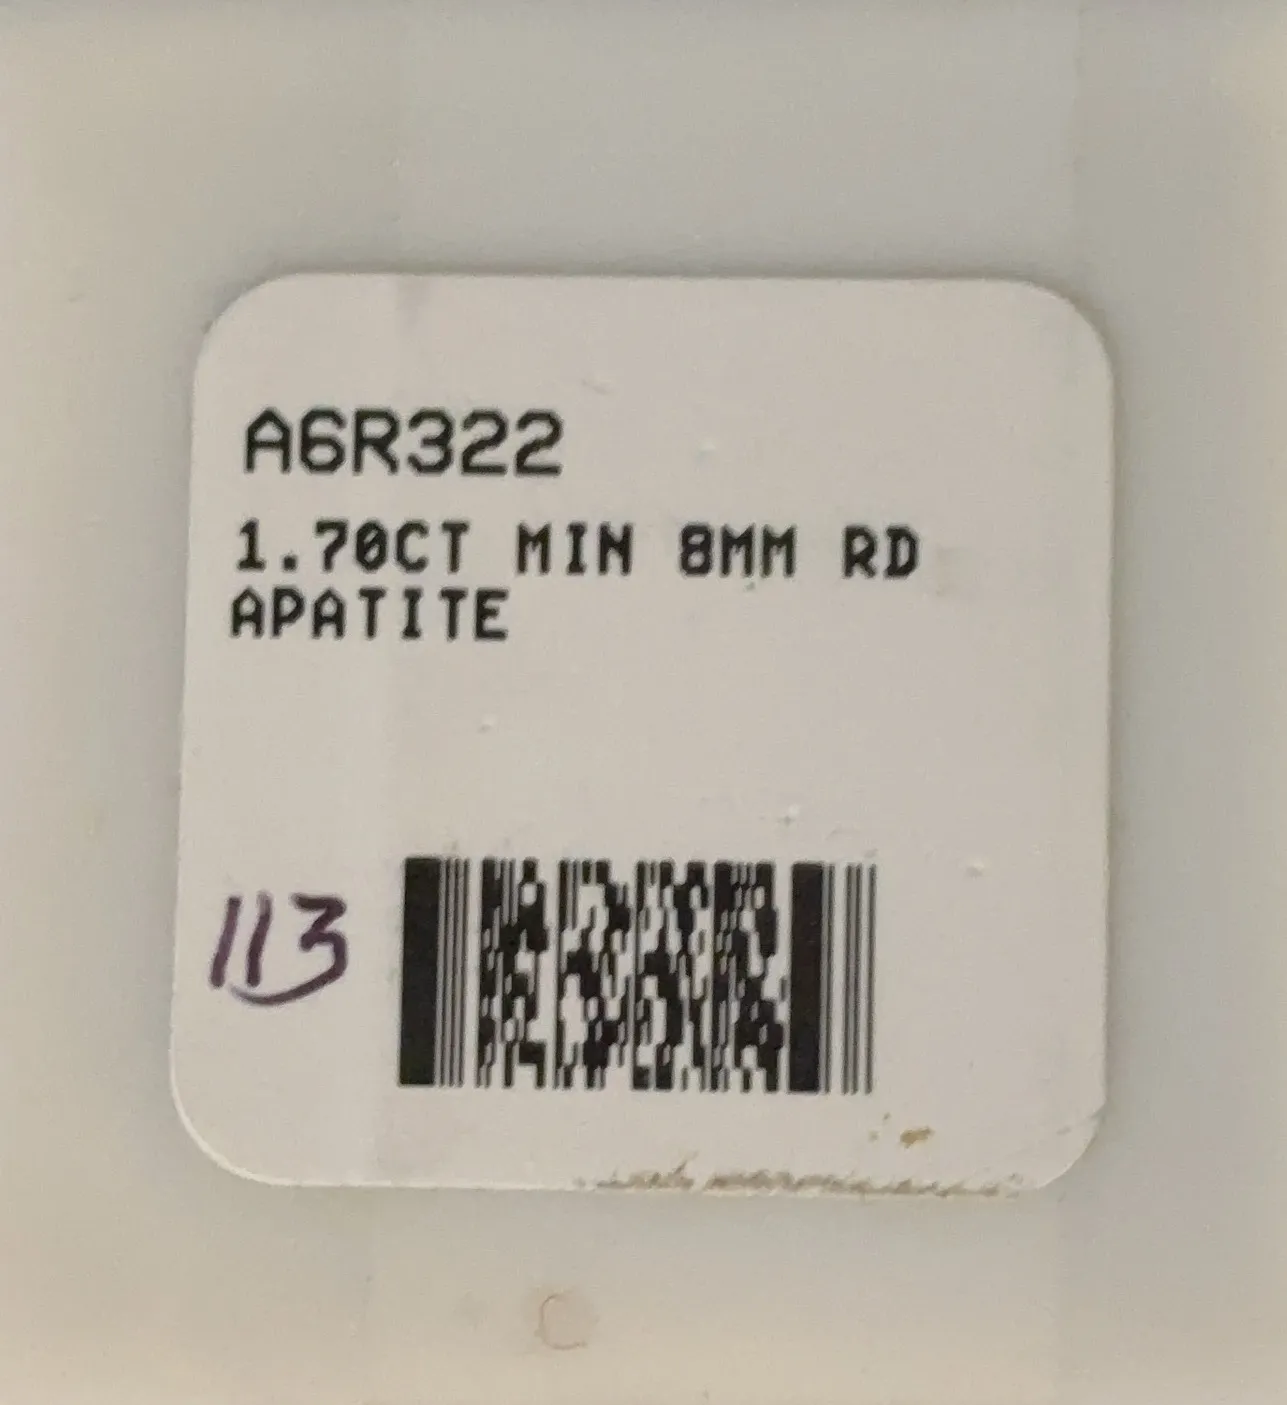 A6R322
1.70CT MIN 8MM RD
APATITE
113